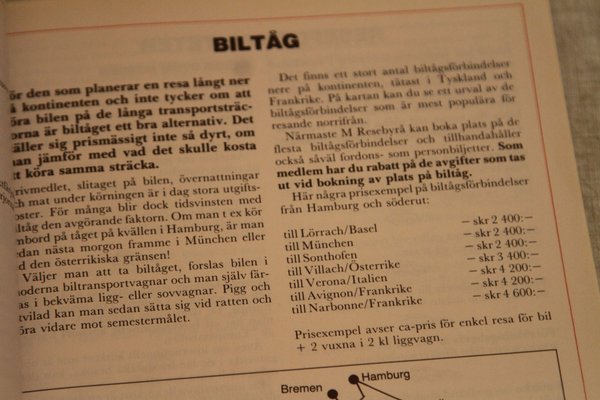 BILTÅG
ör den som planerar en resa långt ner
å kontinenten och inte tycker om att
öra bilen på de långa transportsträc-
orna är biltåget ett bra alternativ. Det
äller sig prismässigt inte så dyrt, om
nan jämför med vad det skulle kosta
tt köra samma sträcka.
rivmedlet, slitaget på bilen, övernattningar
ch mat under körningen är i dag stora utgifts-
oster. För många blir dock tidsvinsten med
iltåg den avgörande faktorn. Om man t ex kör
mbord på tåget på kvällen i Hamburg, är man
edan nästa morgon framme i München eller
d den österrikiska gränsen!
Väljer man att ta biltåget, forslas bilen i
noderna biltransportvagnar och man själv fär-
as i bekväma ligg- eller sovvagnar. Pigg och
tvilad kan man sedan sätta sig vid ratten och
öra vidare mot semestermålet.
Det finns ett stort antal biltågsförbindelser
nere på kontinenten, tätast i Tyskland och
Frankrike. På kartan kan du se ett urval av de
biltågsförbindelser som är mest populära för
resande norrifrån.
Närmaste M Resebyrå kan boka plats på de
flesta biltågsförbindelser och tillhandahåller
också såväl fordons- som personbiljetter. Som
medlem har du rabatt på de avgifter som tas
ut vid bokning av plats på biltåg.
Här några prisexempel på biltågsförbindelser
från Hamburg och söderut:
till Lörrach/Basel – skr 2 400:–
till München – skr 2 400:–
till Sonthofen – skr 2 400:–
till Villach/Österrike – skr 3 400:–
till Verona/Italien – skr 4 200:–
till Avignon/Frankrike – skr 4 200:–
till Narbonne/Frankrike – skr 4 600:–
Prisexempel avser ca-pris för enkel resa för bil
+ 2 vuxna i 2 kl liggvagn.
Hamburg
Bremen